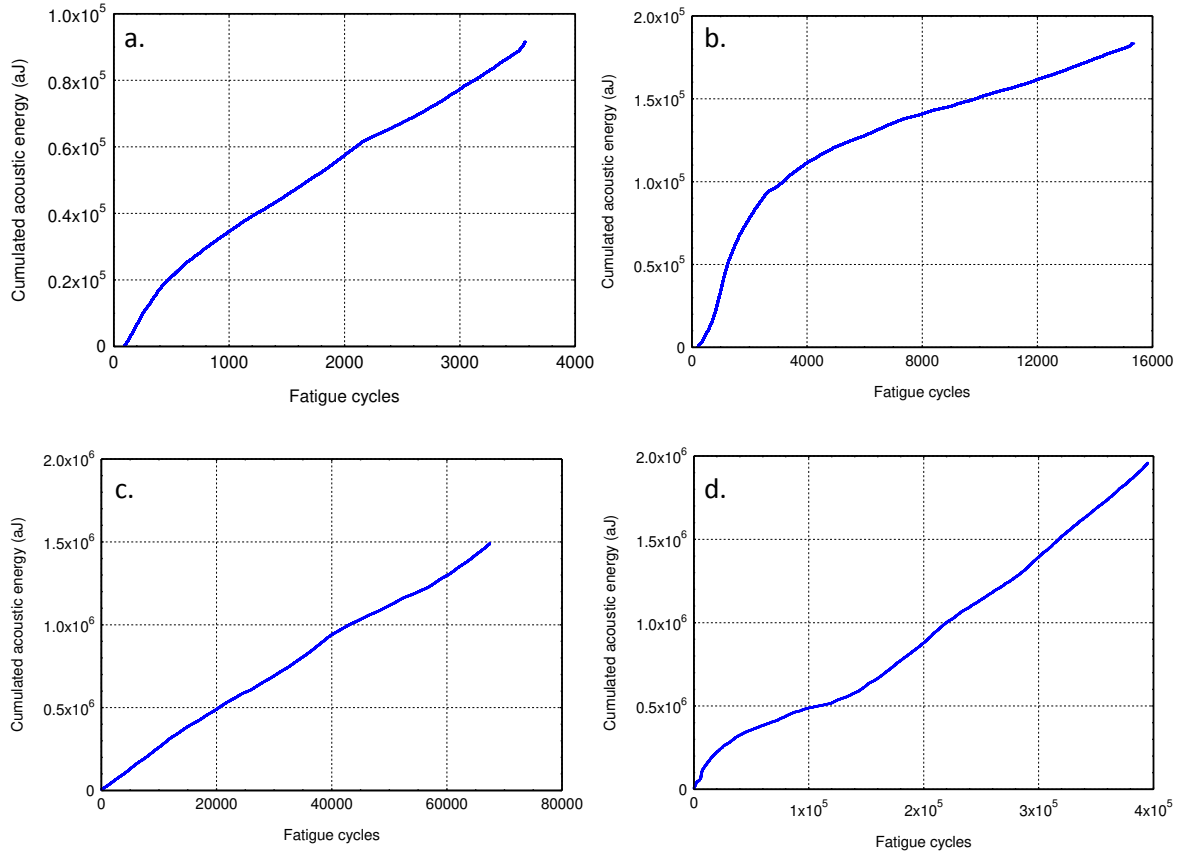 a.
Cumulated acoustic energy (aJ)
1.0x10⁵
0.8x10⁵
0.6x10⁵
0.4x10⁵
0.2x10⁵
0
0 1000 2000 3000 4000
Fatigue cycles
b.
Cumulated acoustic energy (aJ)
2.0x10⁵
1.5x10⁵
1.0x10⁵
0.5x10⁵
0
0 4000 8000 12000 16000
Fatigue cycles
c.
Cumulated acoustic energy (aJ)
2.0x10⁶
1.5x10⁶
1.0x10⁶
0.5x10⁶
0
0 20000 40000 60000 80000
Fatigue cycles
d.
Cumulated acoustic energy (aJ)
2.0x10⁶
1.5x10⁶
1.0x10⁶
0.5x10⁶
0
0 1x10⁵ 2x10⁵ 3x10⁵ 4x10⁵
Fatigue cycles